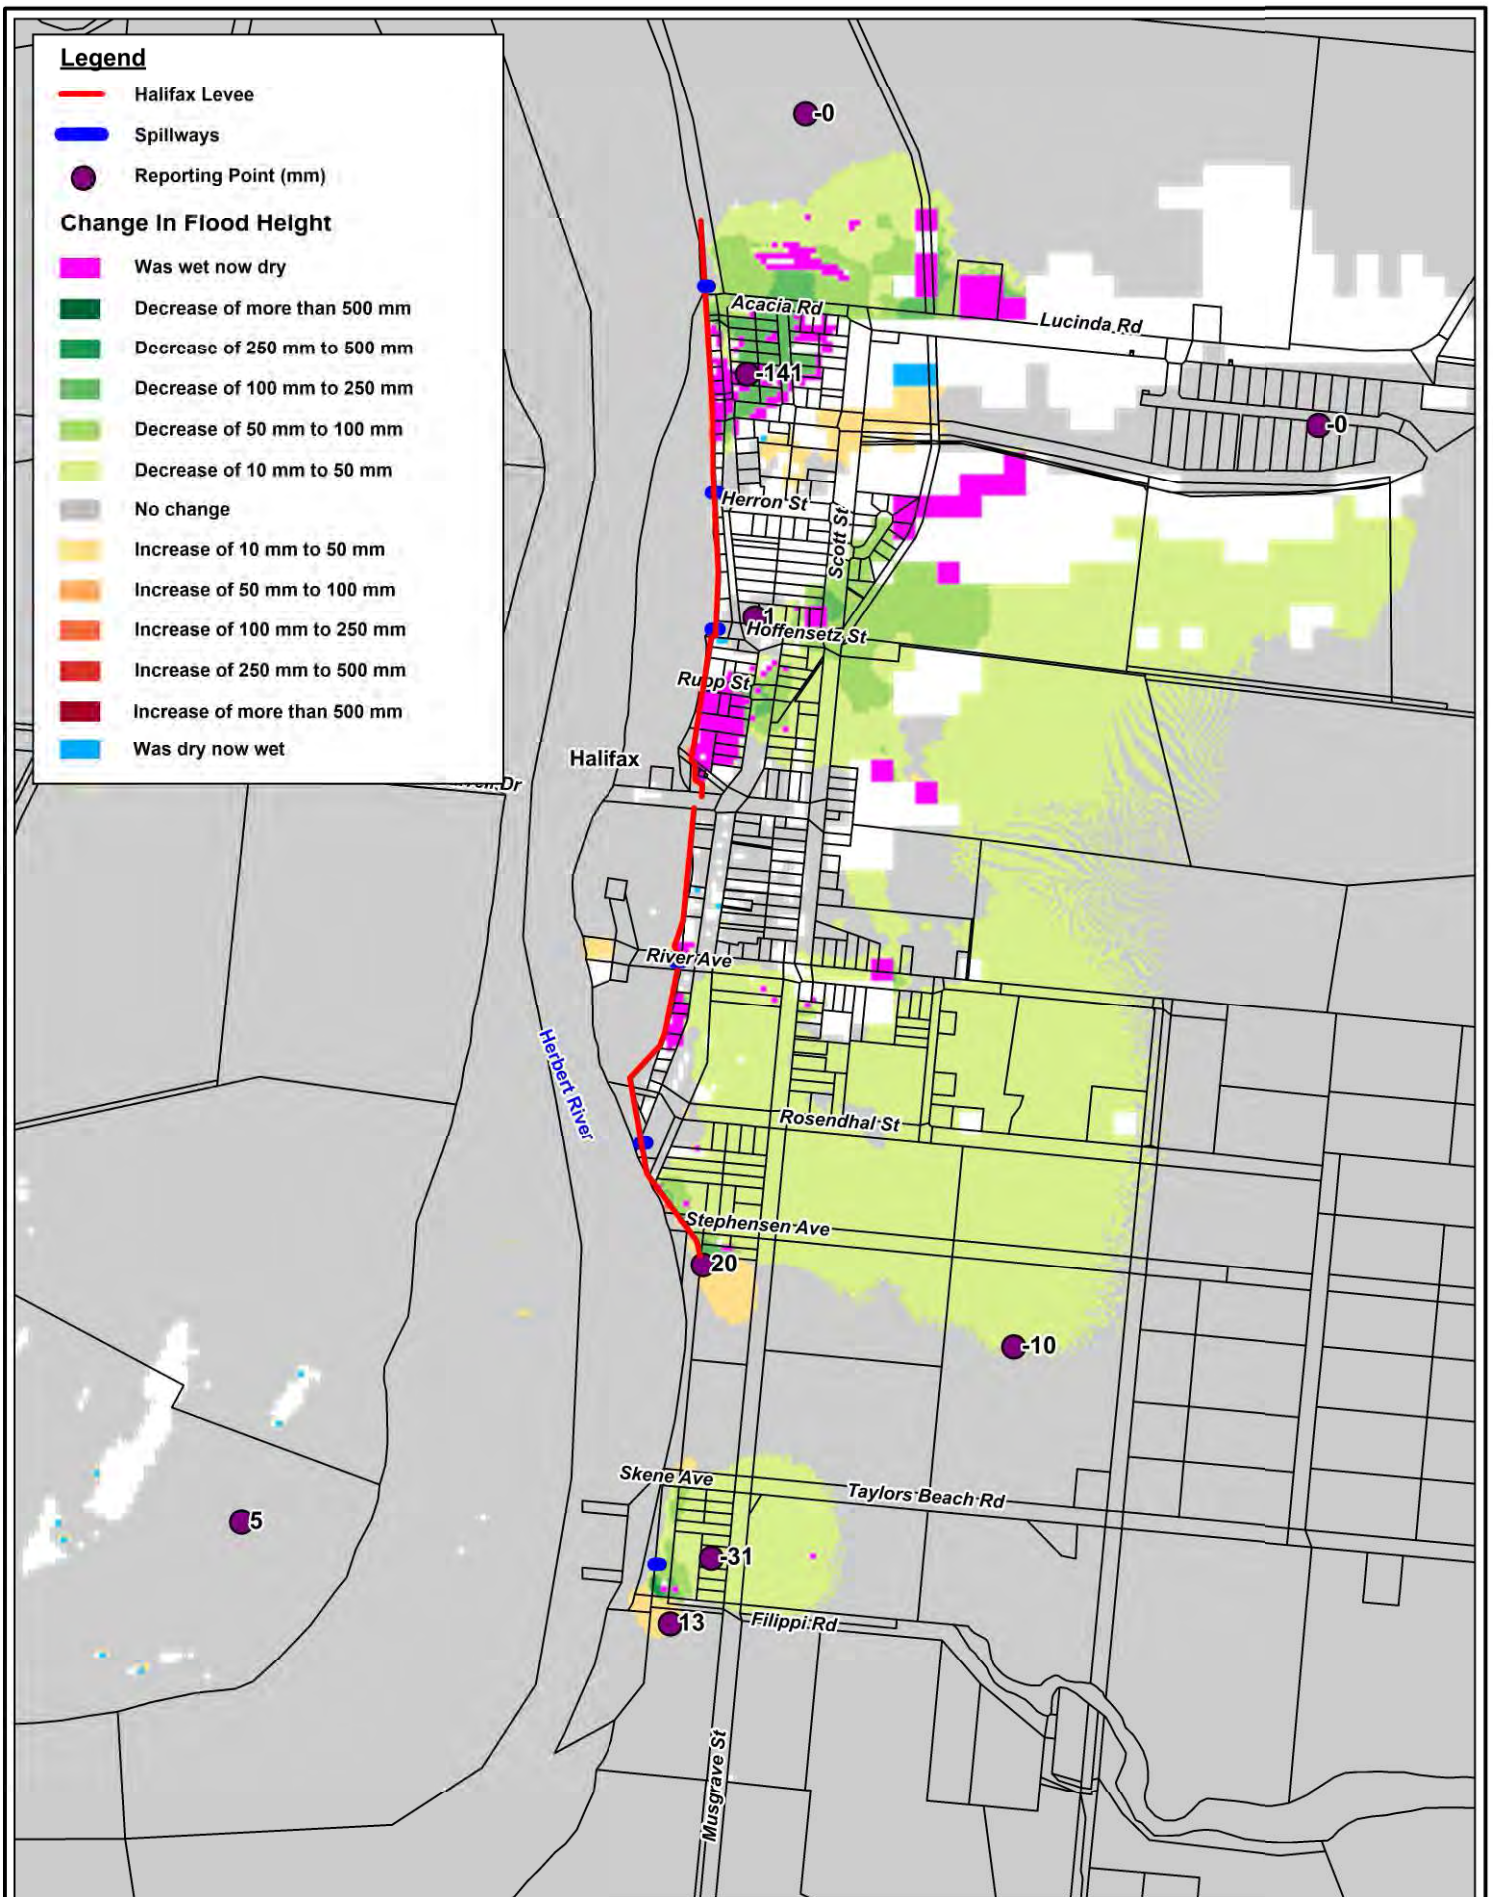 Legend
Halifax Levee
Spillways
Reporting Point (mm)
Change In Flood Height
Was wet now dry
Decrease of more than 500 mm
Decrease of 250 mm to 500 mm
Decrease of 100 mm to 250 mm
Decrease of 50 mm to 100 mm
Decrease of 10 mm to 50 mm
No change
Increase of 10 mm to 50 mm
Increase of 50 mm to 100 mm
Increase of 100 mm to 250 mm
Increase of 250 mm to 500 mm
Increase of more than 500 mm
Was dry now wet
-0
Acacia Rd
Lucinda Rd
-141
-0
Herron St
Scott St
1
Hoffensetz St
Rupp St
Halifax
Dr
River Ave
Herbert River
Rosendhal St
Stephensen Ave
20
-10
Skene Ave
Taylors Beach Rd
5
-31
13
Filippi Rd
Musgrave St